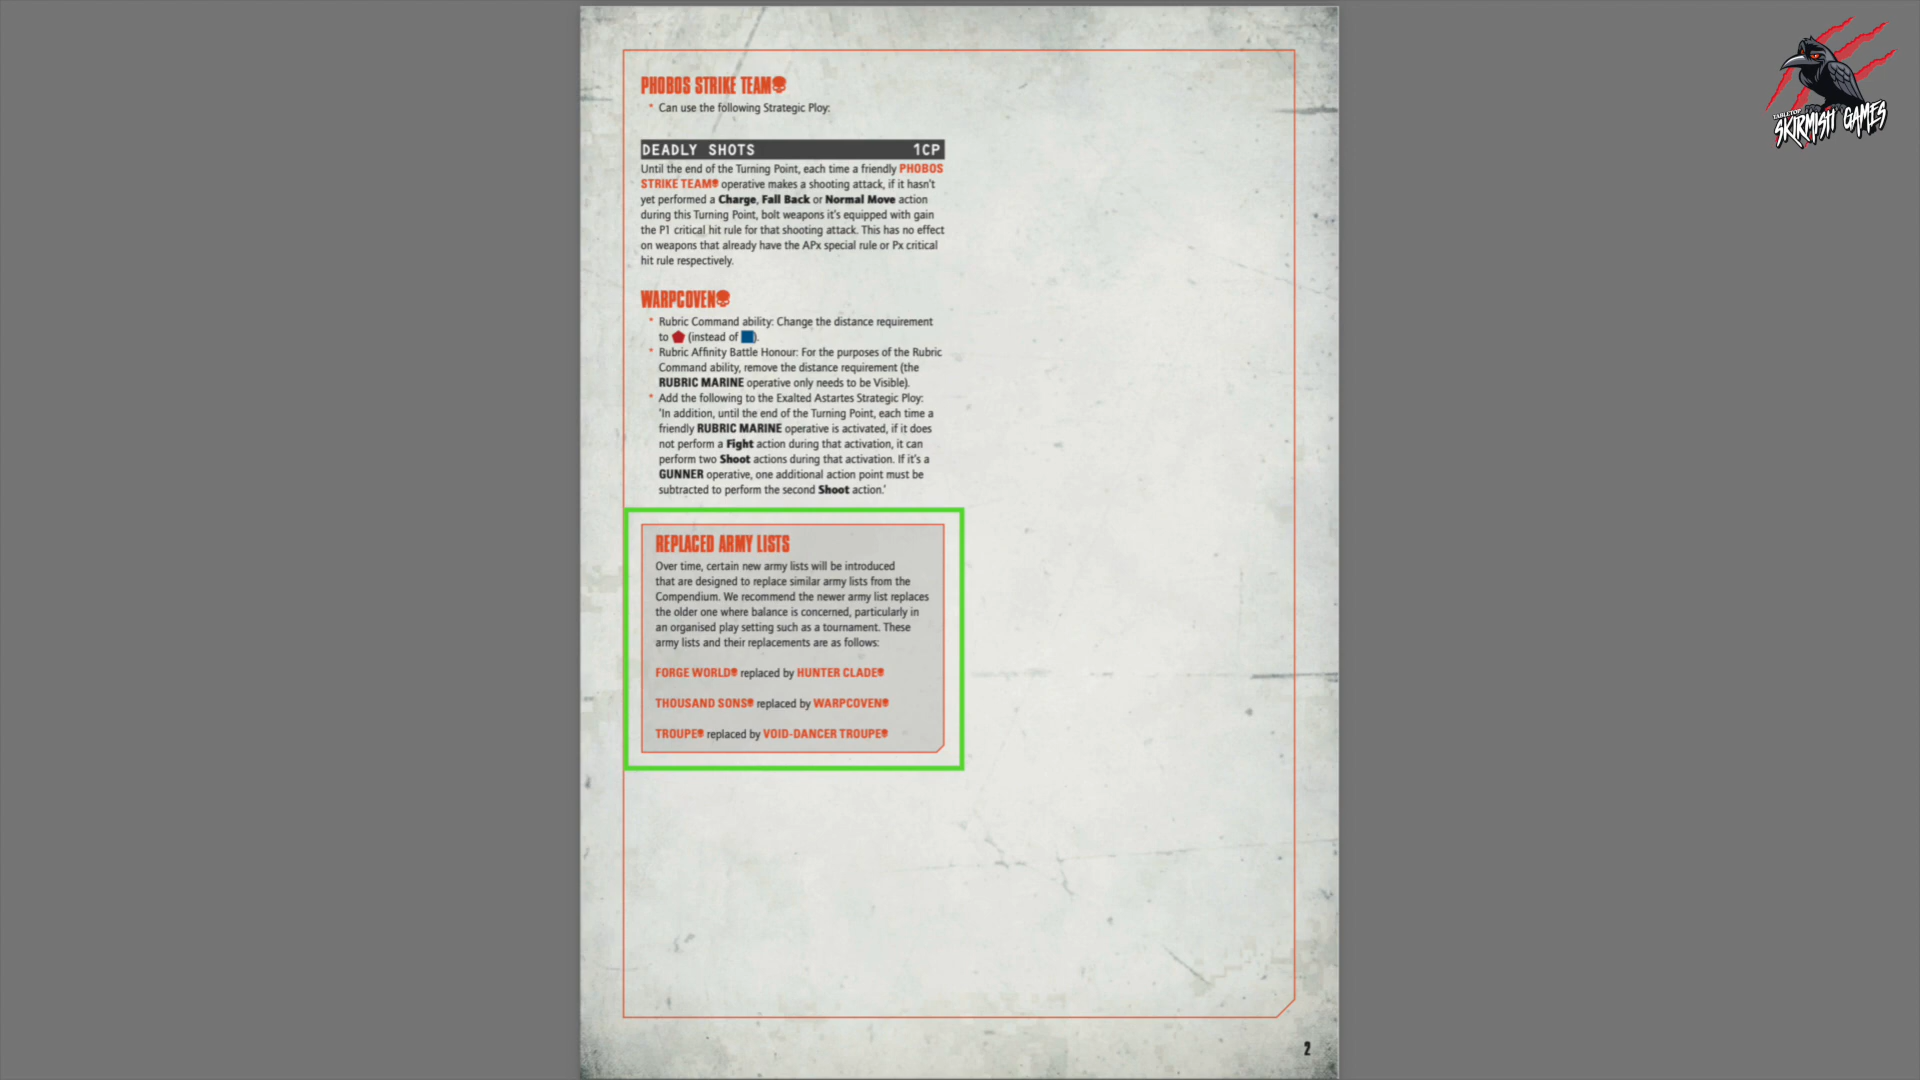 PHOBOS STRIKE TEAM
* Can use the following Strategic Ploy:
DEADLY SHOTS 1CP
Until the end of the Turning Point, each time a friendly PHOBOS
STRIKE TEAM operative makes a shooting attack, if it hasn't
yet performed a Charge, Fall Back or Normal Move action
during this Turning Point, bolt weapons it's equipped with gain
the P1 critical hit rule for that shooting attack. This has no effect
on weapons that already have the APx special rule or Px critical
hit rule respectively.
WARPCOVEN
* Rubric Command ability: Change the distance requirement
to (instead of ).
* Rubric Affinity Battle Honour: For the purposes of the Rubric
Command ability, remove the distance requirement (the
RUBRIC MARINE operative only needs to be Visible).
* Add the following to the Exalted Astartes Strategic Ploy:
'In addition, until the end of the Turning Point, each time a
friendly RUBRIC MARINE operative is activated, if it does
not perform a Fight action during that activation, it can
perform two Shoot actions during that activation. If it's a
GUNNER operative, one additional action point must be
subtracted to perform the second Shoot action.'
REPLACED ARMY LISTS
Over time, certain new army lists will be introduced
that are designed to replace similar army lists from the
Compendium. We recommend the newer army list replaces
the older one where balance is concerned, particularly in
an organised play setting such as a tournament. These
army lists and their replacements are as follows:
FORGE WORLD replaced by HUNTER CLADE
THOUSAND SONS replaced by WARPCOVEN
TROUPE replaced by VOID-DANCER TROUPE
2
TABLETOP
SKIRMISH GAMES